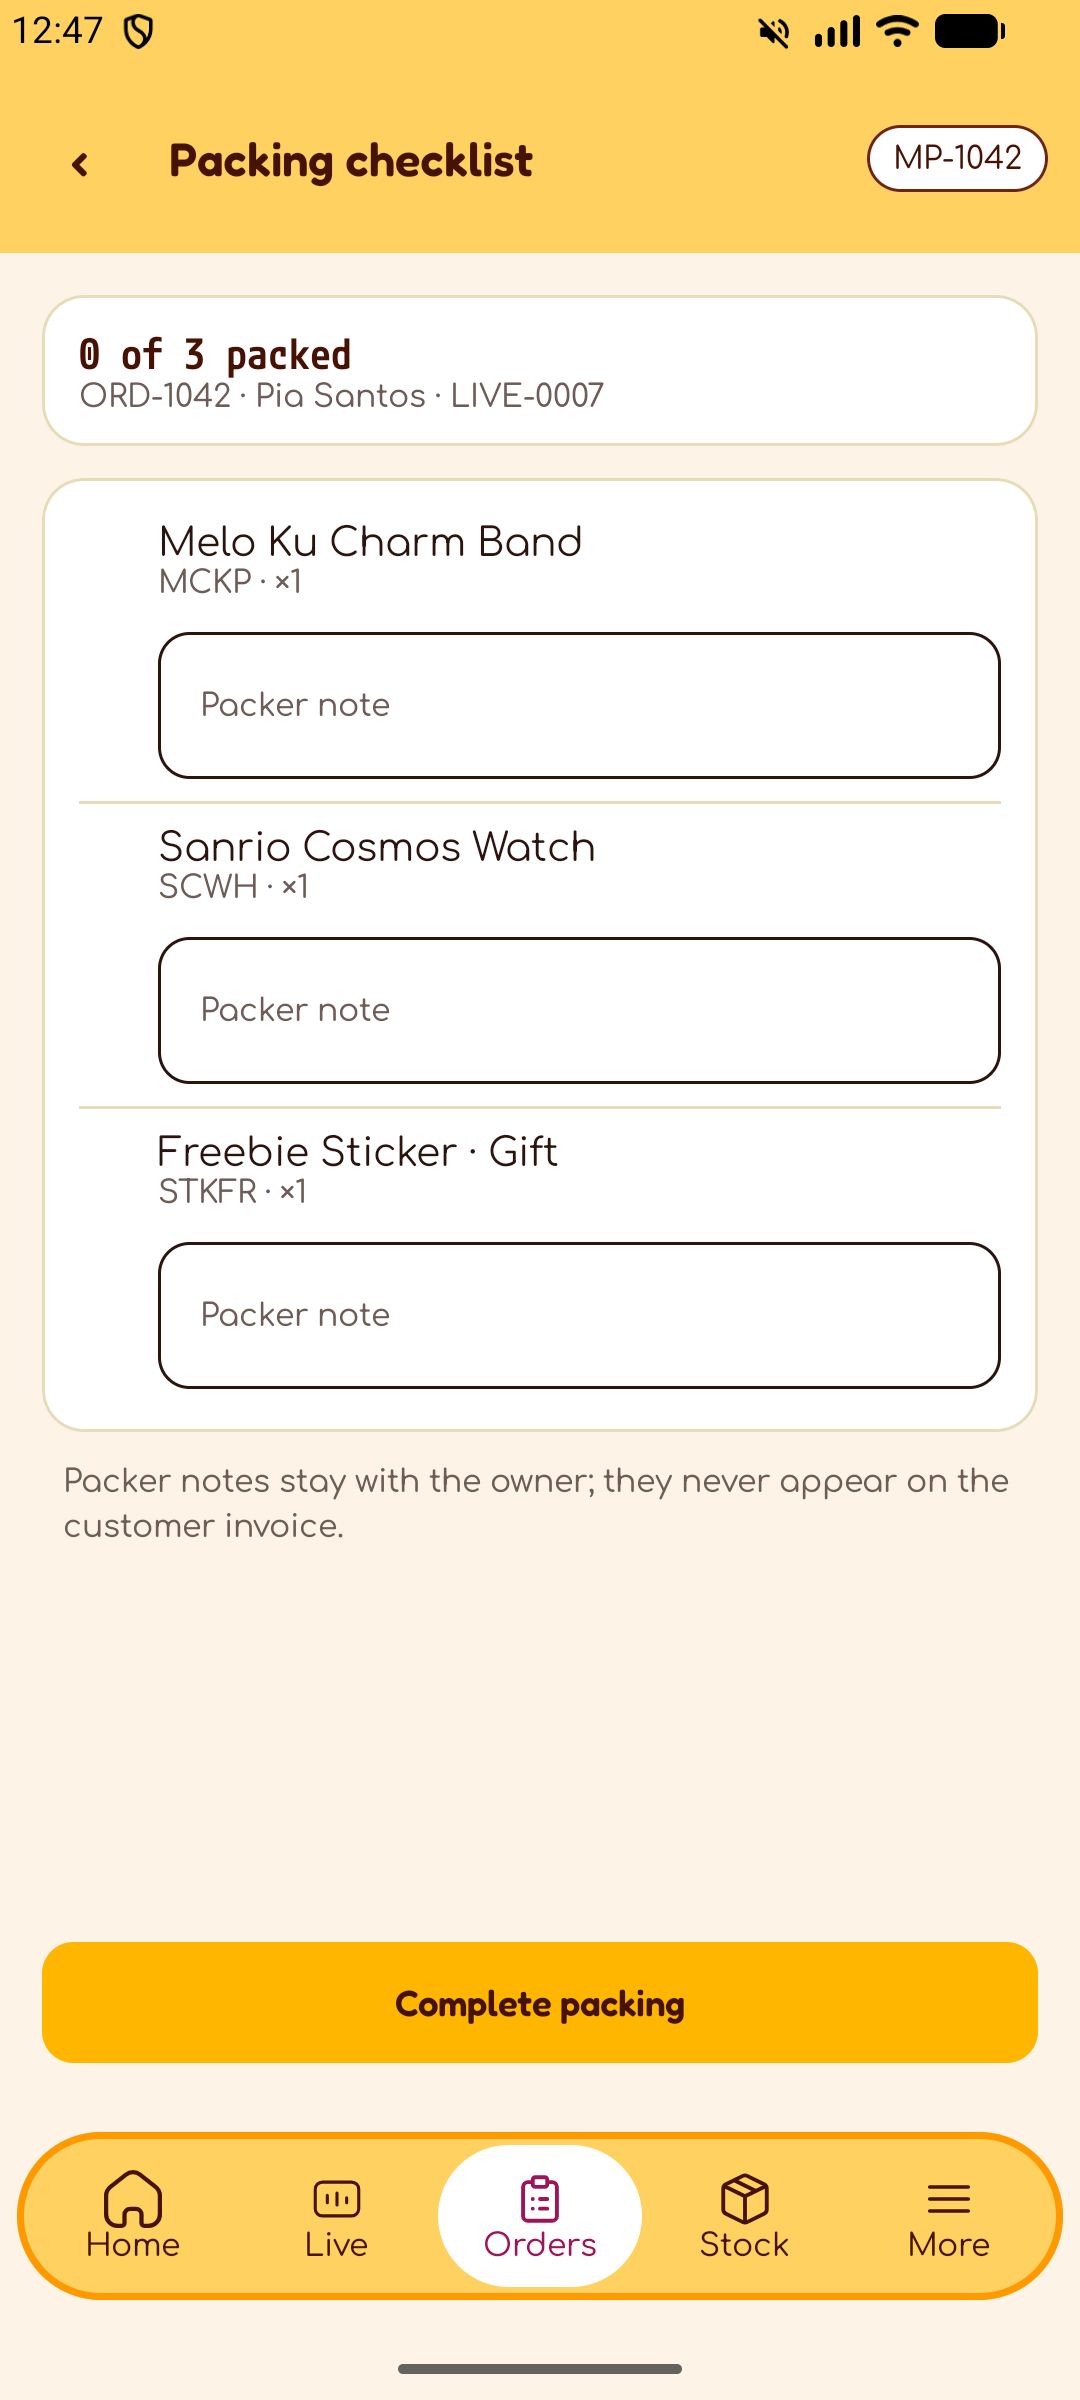 12:47
Packing checklist
MP-1042
0 of 3 packed
ORD-1042 · Pia Santos · LIVE-0007
Melo Ku Charm Band
MCKP · ×1
Packer note
Sanrio Cosmos Watch
SCWH · ×1
Packer note
Freebie Sticker · Gift
STKFR · ×1
Packer note
Packer notes stay with the owner; they never appear on the
customer invoice.
Complete packing
Home
Live
Orders
Stock
More